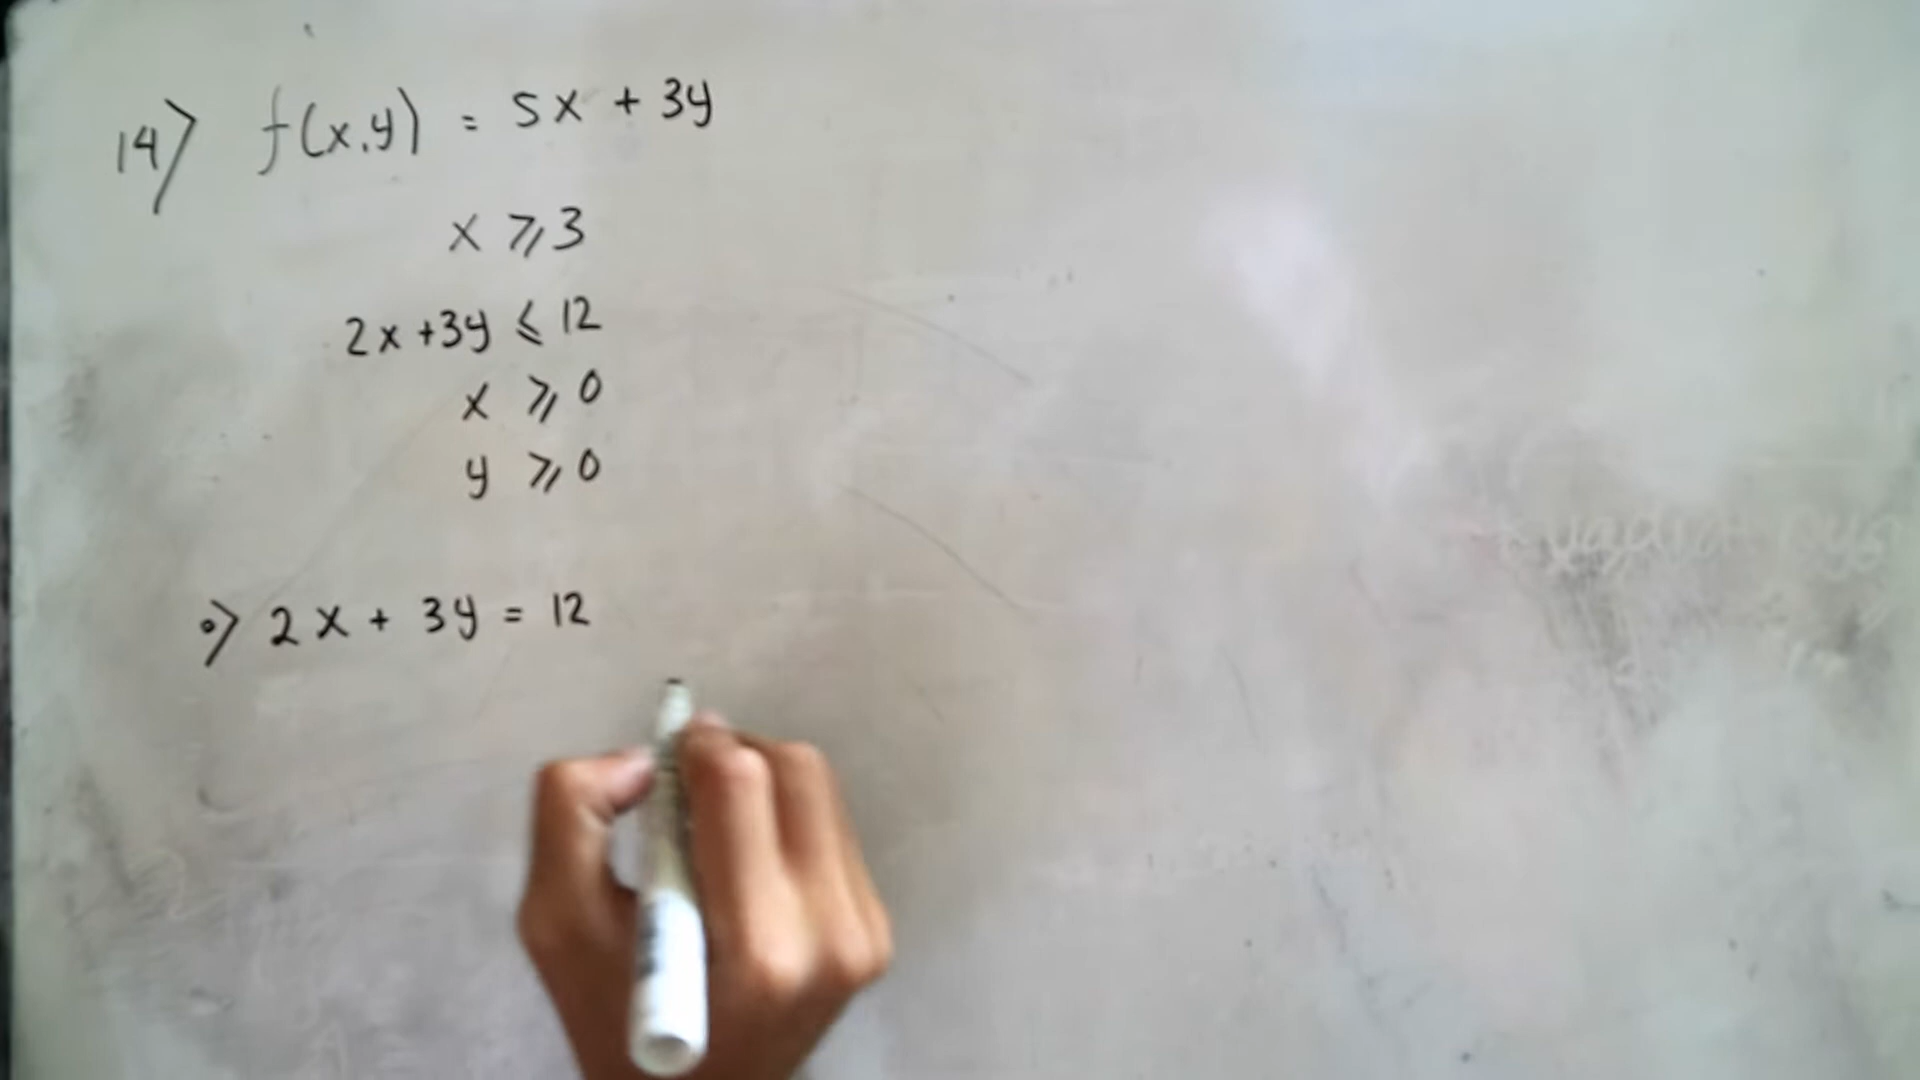 14) f(x,y) = 5x + 3y
x ⩾ 3
2x + 3y ⩽ 12
x ⩾ 0
y ⩾ 0
•) 2x + 3y = 12